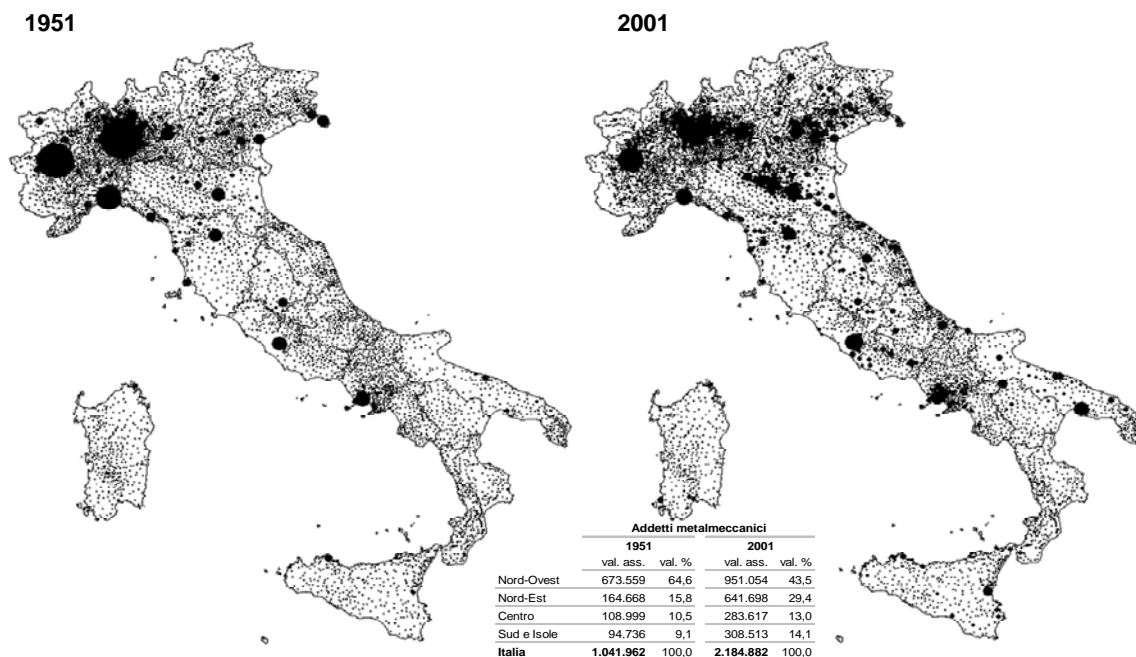 1951
2001
Addetti metalmeccanici
1951 2001
val. ass. val. % val. ass. val. %
Nord-Ovest 673.559 64,6 951.054 43,5
Nord-Est 164.668 15,8 641.698 29,4
Centro 108.999 10,5 283.617 13,0
Sud e Isole 94.736 9,1 308.513 14,1
Italia 1.041.962 100,0 2.184.882 100,0